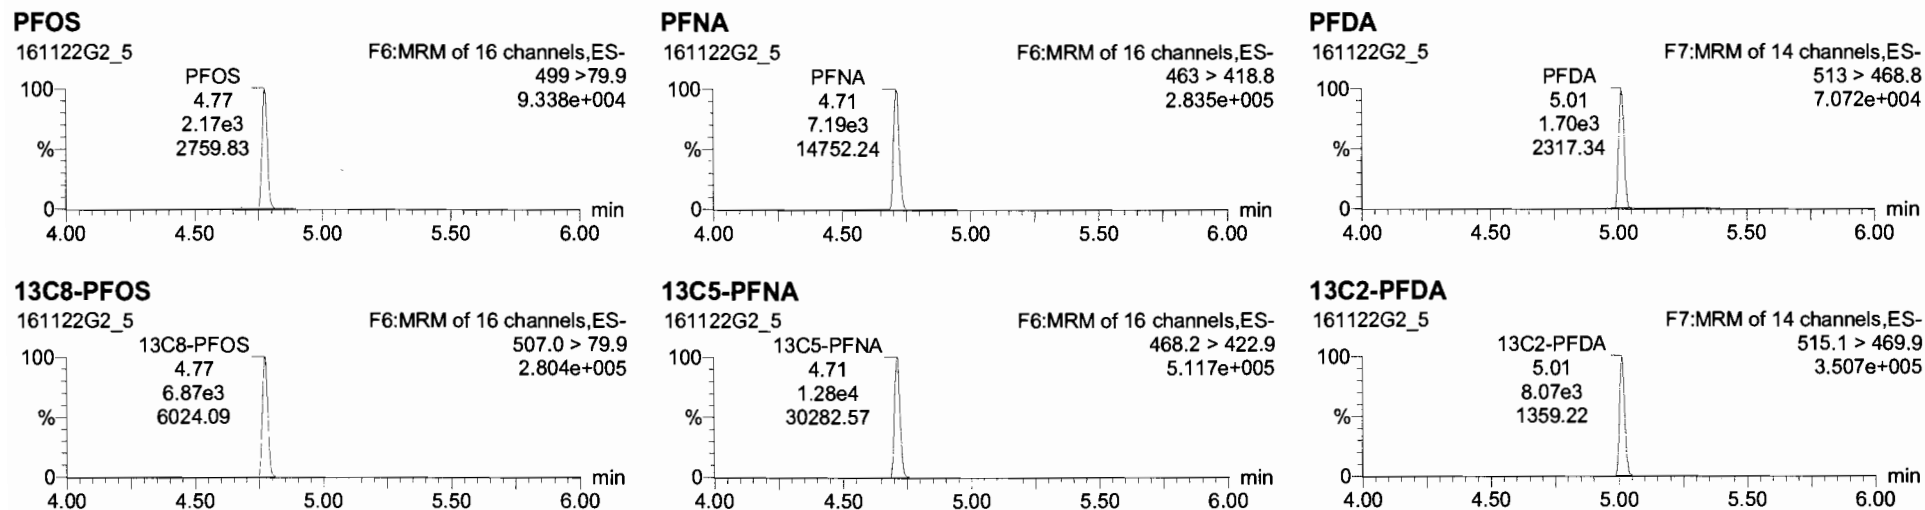 PFOS
161122G2_5
F6:MRM of 16 channels,ES-
499 >79.9
9.338e+004
PFOS
4.77
2.17e3
2759.83
100
%
0
min
4.00 4.50 5.00 5.50 6.00
PFNA
161122G2_5
F6:MRM of 16 channels,ES-
463 > 418.8
2.835e+005
PFNA
4.71
7.19e3
14752.24
100
%
0
min
4.00 4.50 5.00 5.50 6.00
PFDA
161122G2_5
F7:MRM of 14 channels,ES-
513 > 468.8
7.072e+004
PFDA
5.01
1.70e3
2317.34
100
%
0
min
4.00 4.50 5.00 5.50 6.00
13C8-PFOS
161122G2_5
F6:MRM of 16 channels,ES-
507.0 > 79.9
2.804e+005
13C8-PFOS
4.77
6.87e3
6024.09
100
%
0
min
4.00 4.50 5.00 5.50 6.00
13C5-PFNA
161122G2_5
F6:MRM of 16 channels,ES-
468.2 > 422.9
5.117e+005
13C5-PFNA
4.71
1.28e4
30282.57
100
%
0
min
4.00 4.50 5.00 5.50 6.00
13C2-PFDA
161122G2_5
F7:MRM of 14 channels,ES-
515.1 > 469.9
3.507e+005
13C2-PFDA
5.01
8.07e3
1359.22
100
%
0
min
4.00 4.50 5.00 5.50 6.00